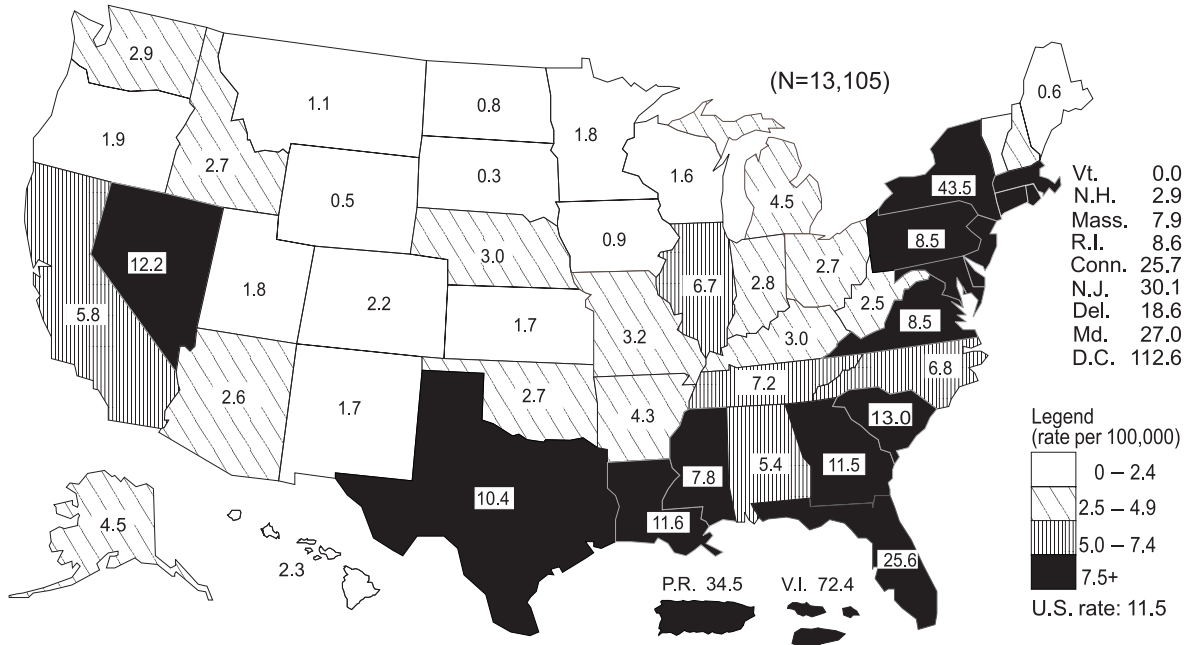 2.9
1.1
0.8
(N=13,105)
0.6
1.8
1.9
2.7
0.3
1.6
43.5
0.5
4.5
Vt. 0.0
N.H. 2.9
Mass. 7.9
R.I. 8.6
Conn. 25.7
N.J. 30.1
Del. 18.6
Md. 27.0
D.C. 112.6
0.9
8.5
12.2
3.0
2.7
1.8
2.2
6.7
2.8
2.5
5.8
1.7
3.2
3.0
8.5
7.2
6.8
2.6
1.7
2.7
4.3
13.0
7.8
5.4
11.5
10.4
11.6
25.6
4.5
2.3
P.R. 34.5
V.I. 72.4
Legend
(rate per 100,000)
0 – 2.4
2.5 – 4.9
5.0 – 7.4
7.5+
U.S. rate: 11.5